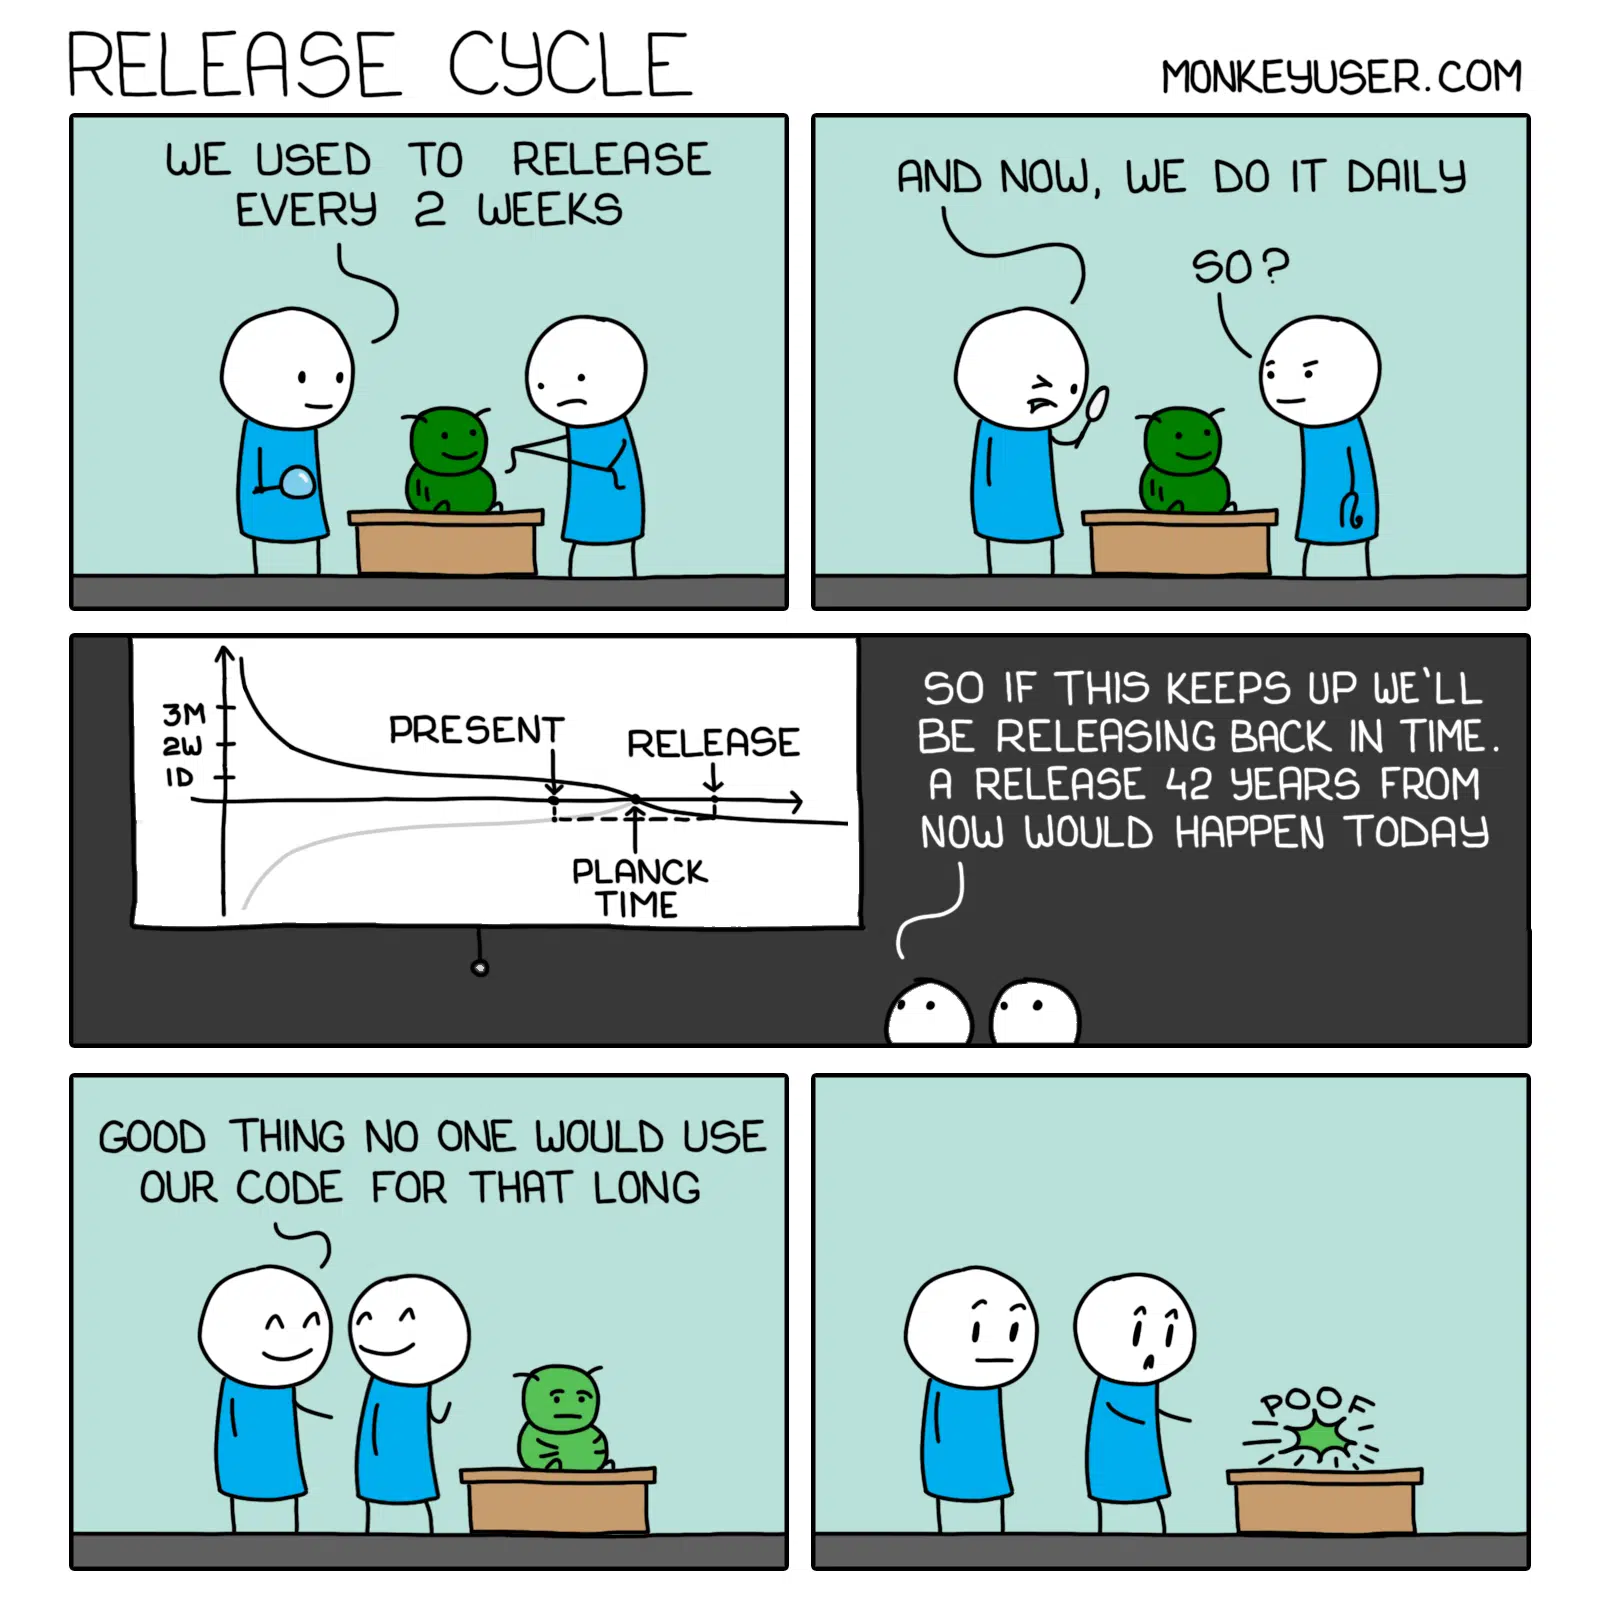 RELEASE CYCLE
MONKEYUSER.COM
WE USED TO RELEASE
EVERY 2 WEEKS
AND NOW, WE DO IT DAILY
SO?
3M
2W
1D
PRESENT
RELEASE
PLANCK
TIME
SO IF THIS KEEPS UP WE'LL
BE RELEASING BACK IN TIME.
A RELEASE 42 YEARS FROM
NOW WOULD HAPPEN TODAY
GOOD THING NO ONE WOULD USE
OUR CODE FOR THAT LONG
POOF